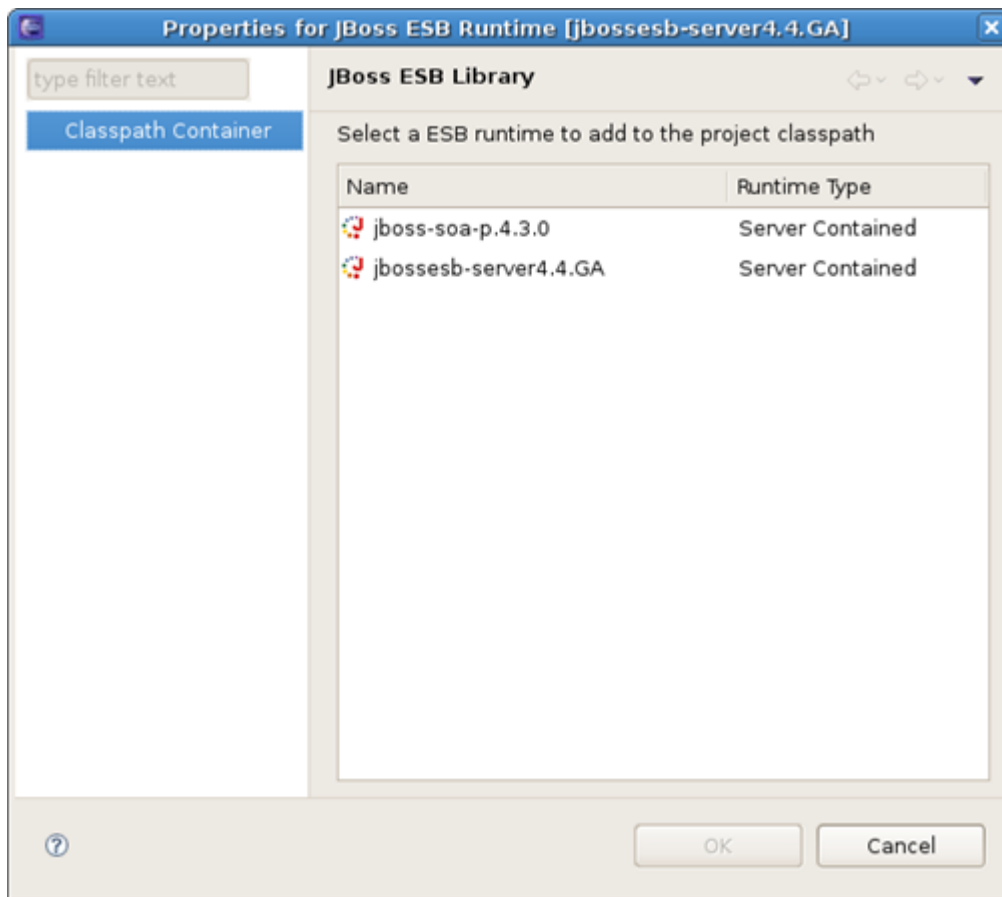 Properties for JBoss ESB Runtime [jbossesb-server4.4.GA]
type filter text
JBoss ESB Library
Classpath Container
Select a ESB runtime to add to the project classpath
Name Runtime Type
jboss-soa-p.4.3.0 Server Contained
jbossesb-server4.4.GA Server Contained
OK Cancel